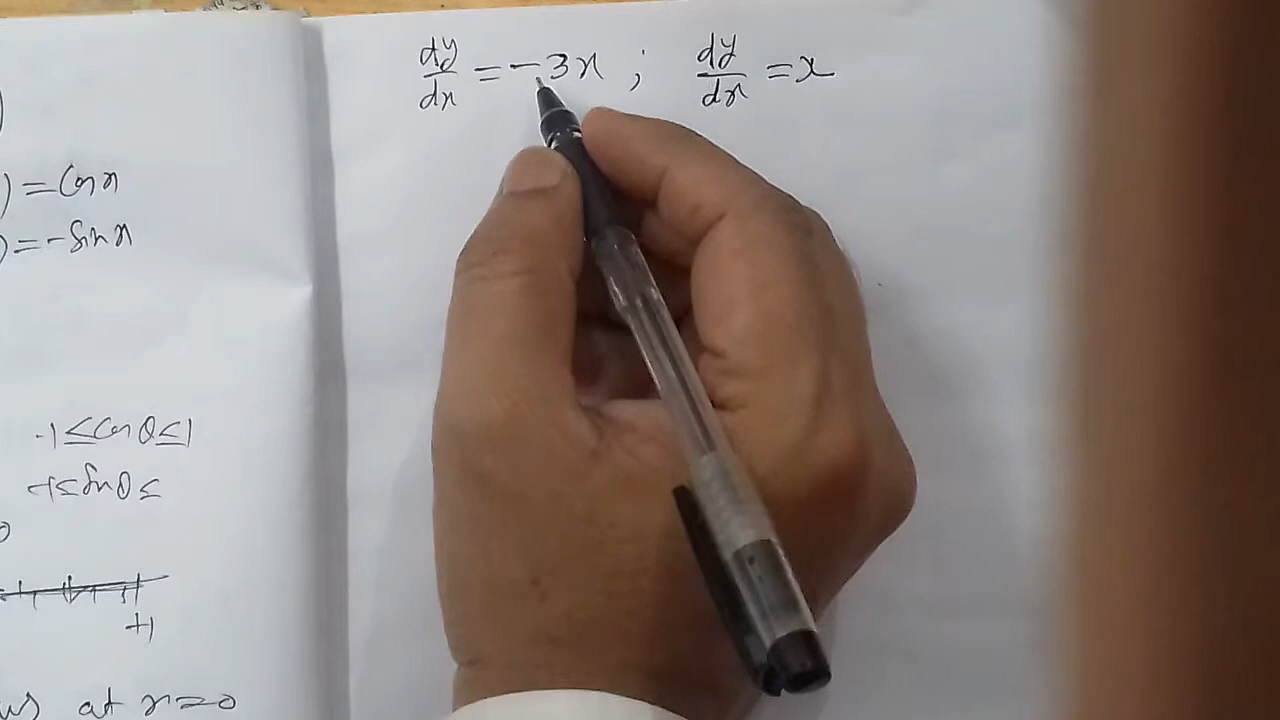 dy/dx = -3x ; dy/dx = x
) = Cos x
) = -Sin x
-1 ≤ Cos θ ≤ 1
-1 ≤ Sin θ ≤
+1
at x=0